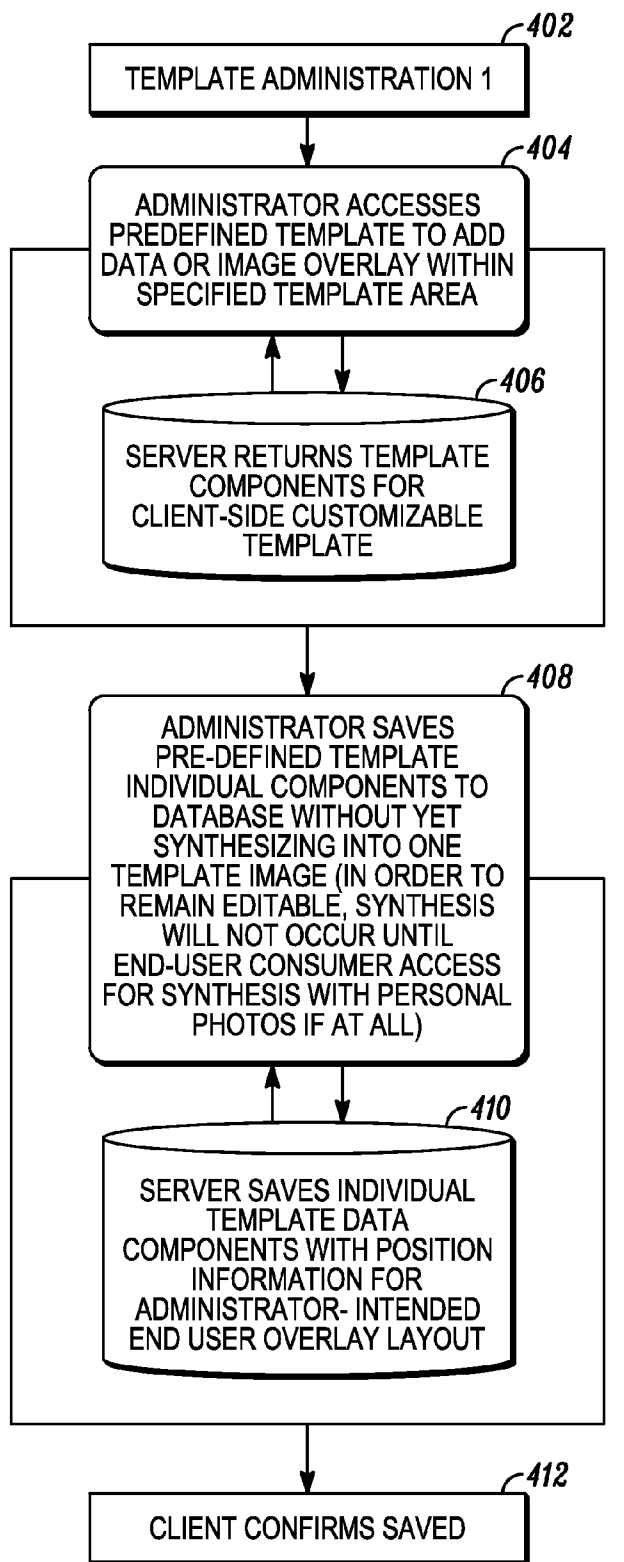 402
TEMPLATE ADMINISTRATION 1
404
ADMINISTRATOR ACCESSES
PREDEFINED TEMPLATE TO ADD
DATA OR IMAGE OVERLAY WITHIN
SPECIFIED TEMPLATE AREA
406
SERVER RETURNS TEMPLATE
COMPONENTS FOR
CLIENT-SIDE CUSTOMIZABLE
TEMPLATE
408
ADMINISTRATOR SAVES
PRE-DEFINED TEMPLATE
INDIVIDUAL COMPONENTS TO
DATABASE WITHOUT YET
SYNTHESIZING INTO ONE
TEMPLATE IMAGE (IN ORDER TO
REMAIN EDITABLE, SYNTHESIS
WILL NOT OCCUR UNTIL
END-USER CONSUMER ACCESS
FOR SYNTHESIS WITH PERSONAL
PHOTOS IF AT ALL)
410
SERVER SAVES INDIVIDUAL
TEMPLATE DATA
COMPONENTS WITH POSITION
INFORMATION FOR
ADMINISTRATOR- INTENDED
END USER OVERLAY LAYOUT
412
CLIENT CONFIRMS SAVED